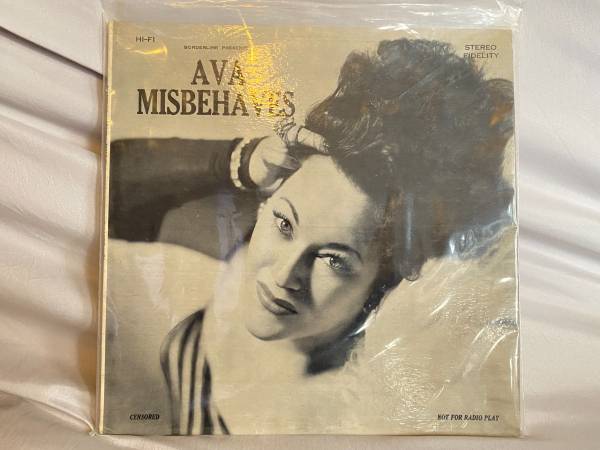 HI-FI
BORDERLINE PRESENTS
STEREO
FIDELITY
AVA
MISBEHAVES
CENSORED
NOT FOR RADIO PLAY